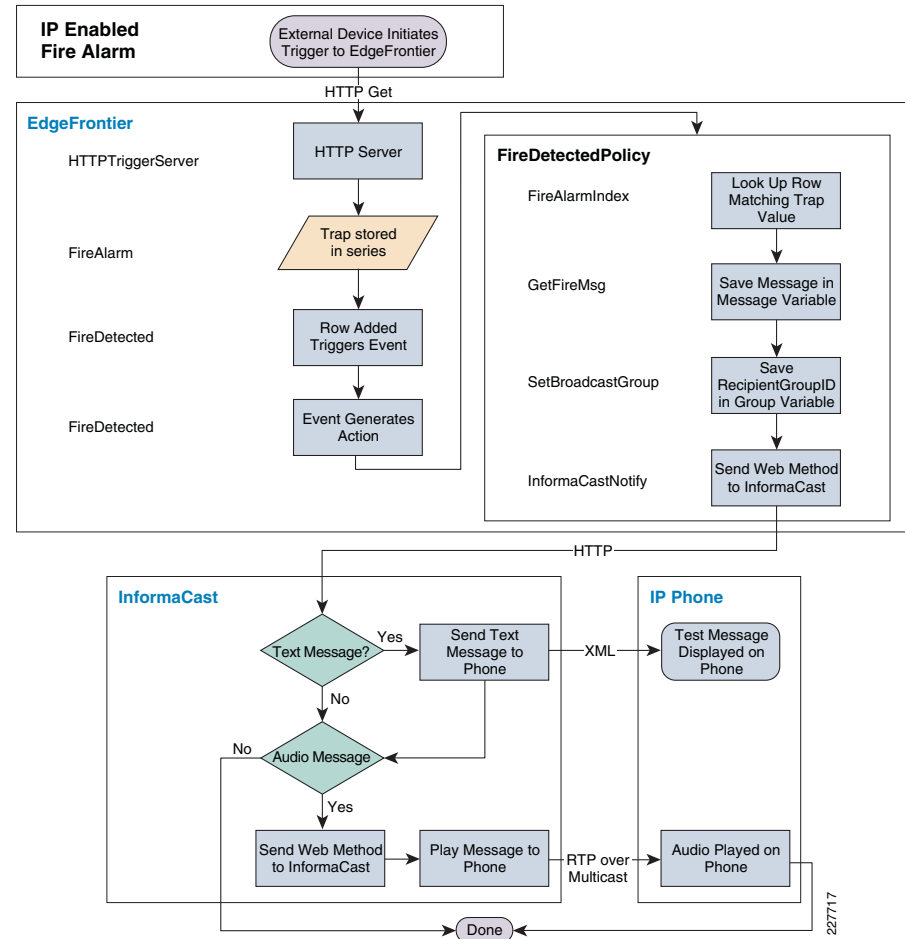 IP Enabled
Fire Alarm
External Device Initiates
Trigger to EdgeFrontier
HTTP Get
EdgeFrontier
HTTPTriggerServer
HTTP Server
FireAlarm
Trap stored
in series
FireDetected
Row Added
Triggers Event
FireDetected
Event Generates
Action
FireDetectedPolicy
FireAlarmIndex
Look Up Row
Matching Trap
Value
GetFireMsg
Save Message in
Message Variable
SetBroadcastGroup
Save
RecipientGroupID
in Group Variable
InformaCastNotify
Send Web Method
to InformaCast
HTTP
InformaCast
Text Message?
Yes
Send Text
Message to
Phone
XML
IP Phone
Test Message
Displayed on
Phone
No
Audio Message
No
Yes
Send Web Method
to InformaCast
Play Message to
Phone
RTP over
Multicast
Audio Played on
Phone
Done
227717